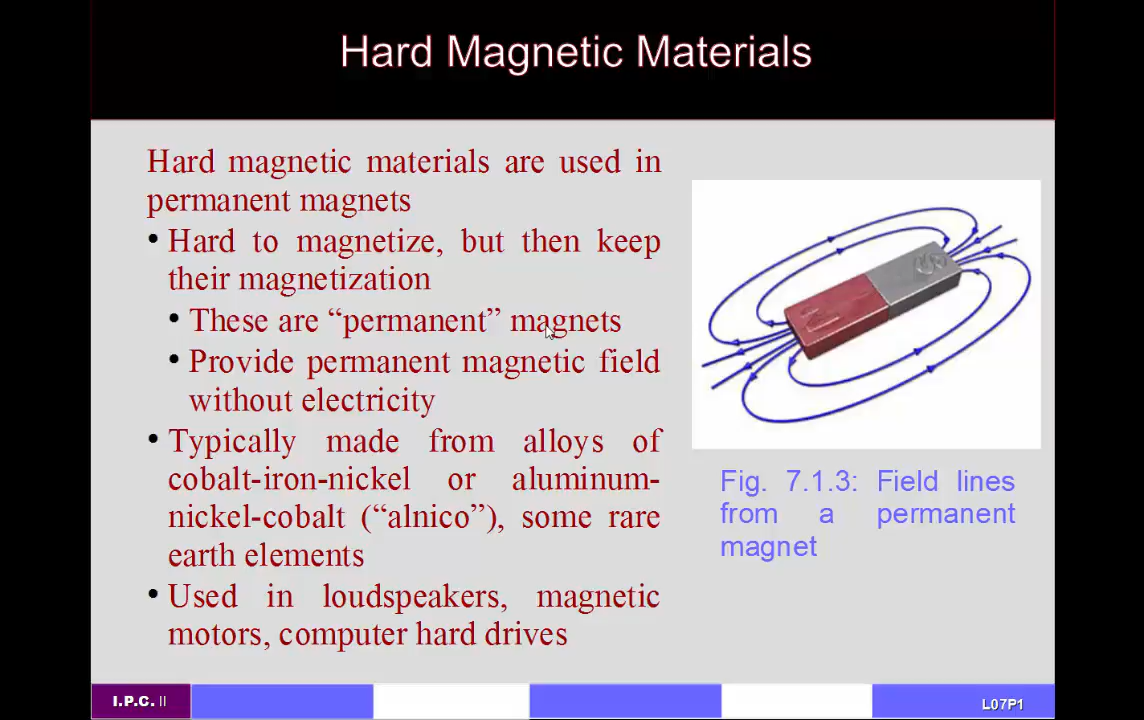 Hard Magnetic Materials
Hard magnetic materials are used in
permanent magnets
• Hard to magnetize, but then keep
their magnetization
• These are “permanent” magnets
• Provide permanent magnetic field
without electricity
• Typically made from alloys of
cobalt-iron-nickel or aluminum-
nickel-cobalt (“alnico”), some rare
earth elements
• Used in loudspeakers, magnetic
motors, computer hard drives
S
N
Fig. 7.1.3: Field lines
from a permanent
magnet
I.P.C. II
L07P1